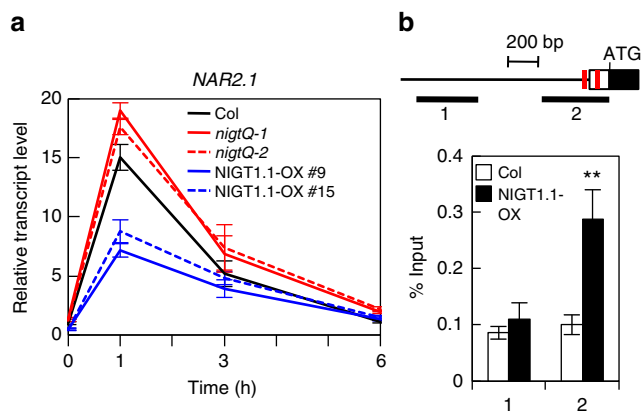 a
NAR2.1
Relative transcript level
20
15
10
5
0
Col
nigtQ-1
nigtQ-2
NIGT1.1-OX #9
NIGT1.1-OX #15
0 1 3 6
Time (h)
b
200 bp
ATG
1 2
% Input
0.4
0.3
0.2
0.1
0
Col
NIGT1.1-
OX
**
1 2